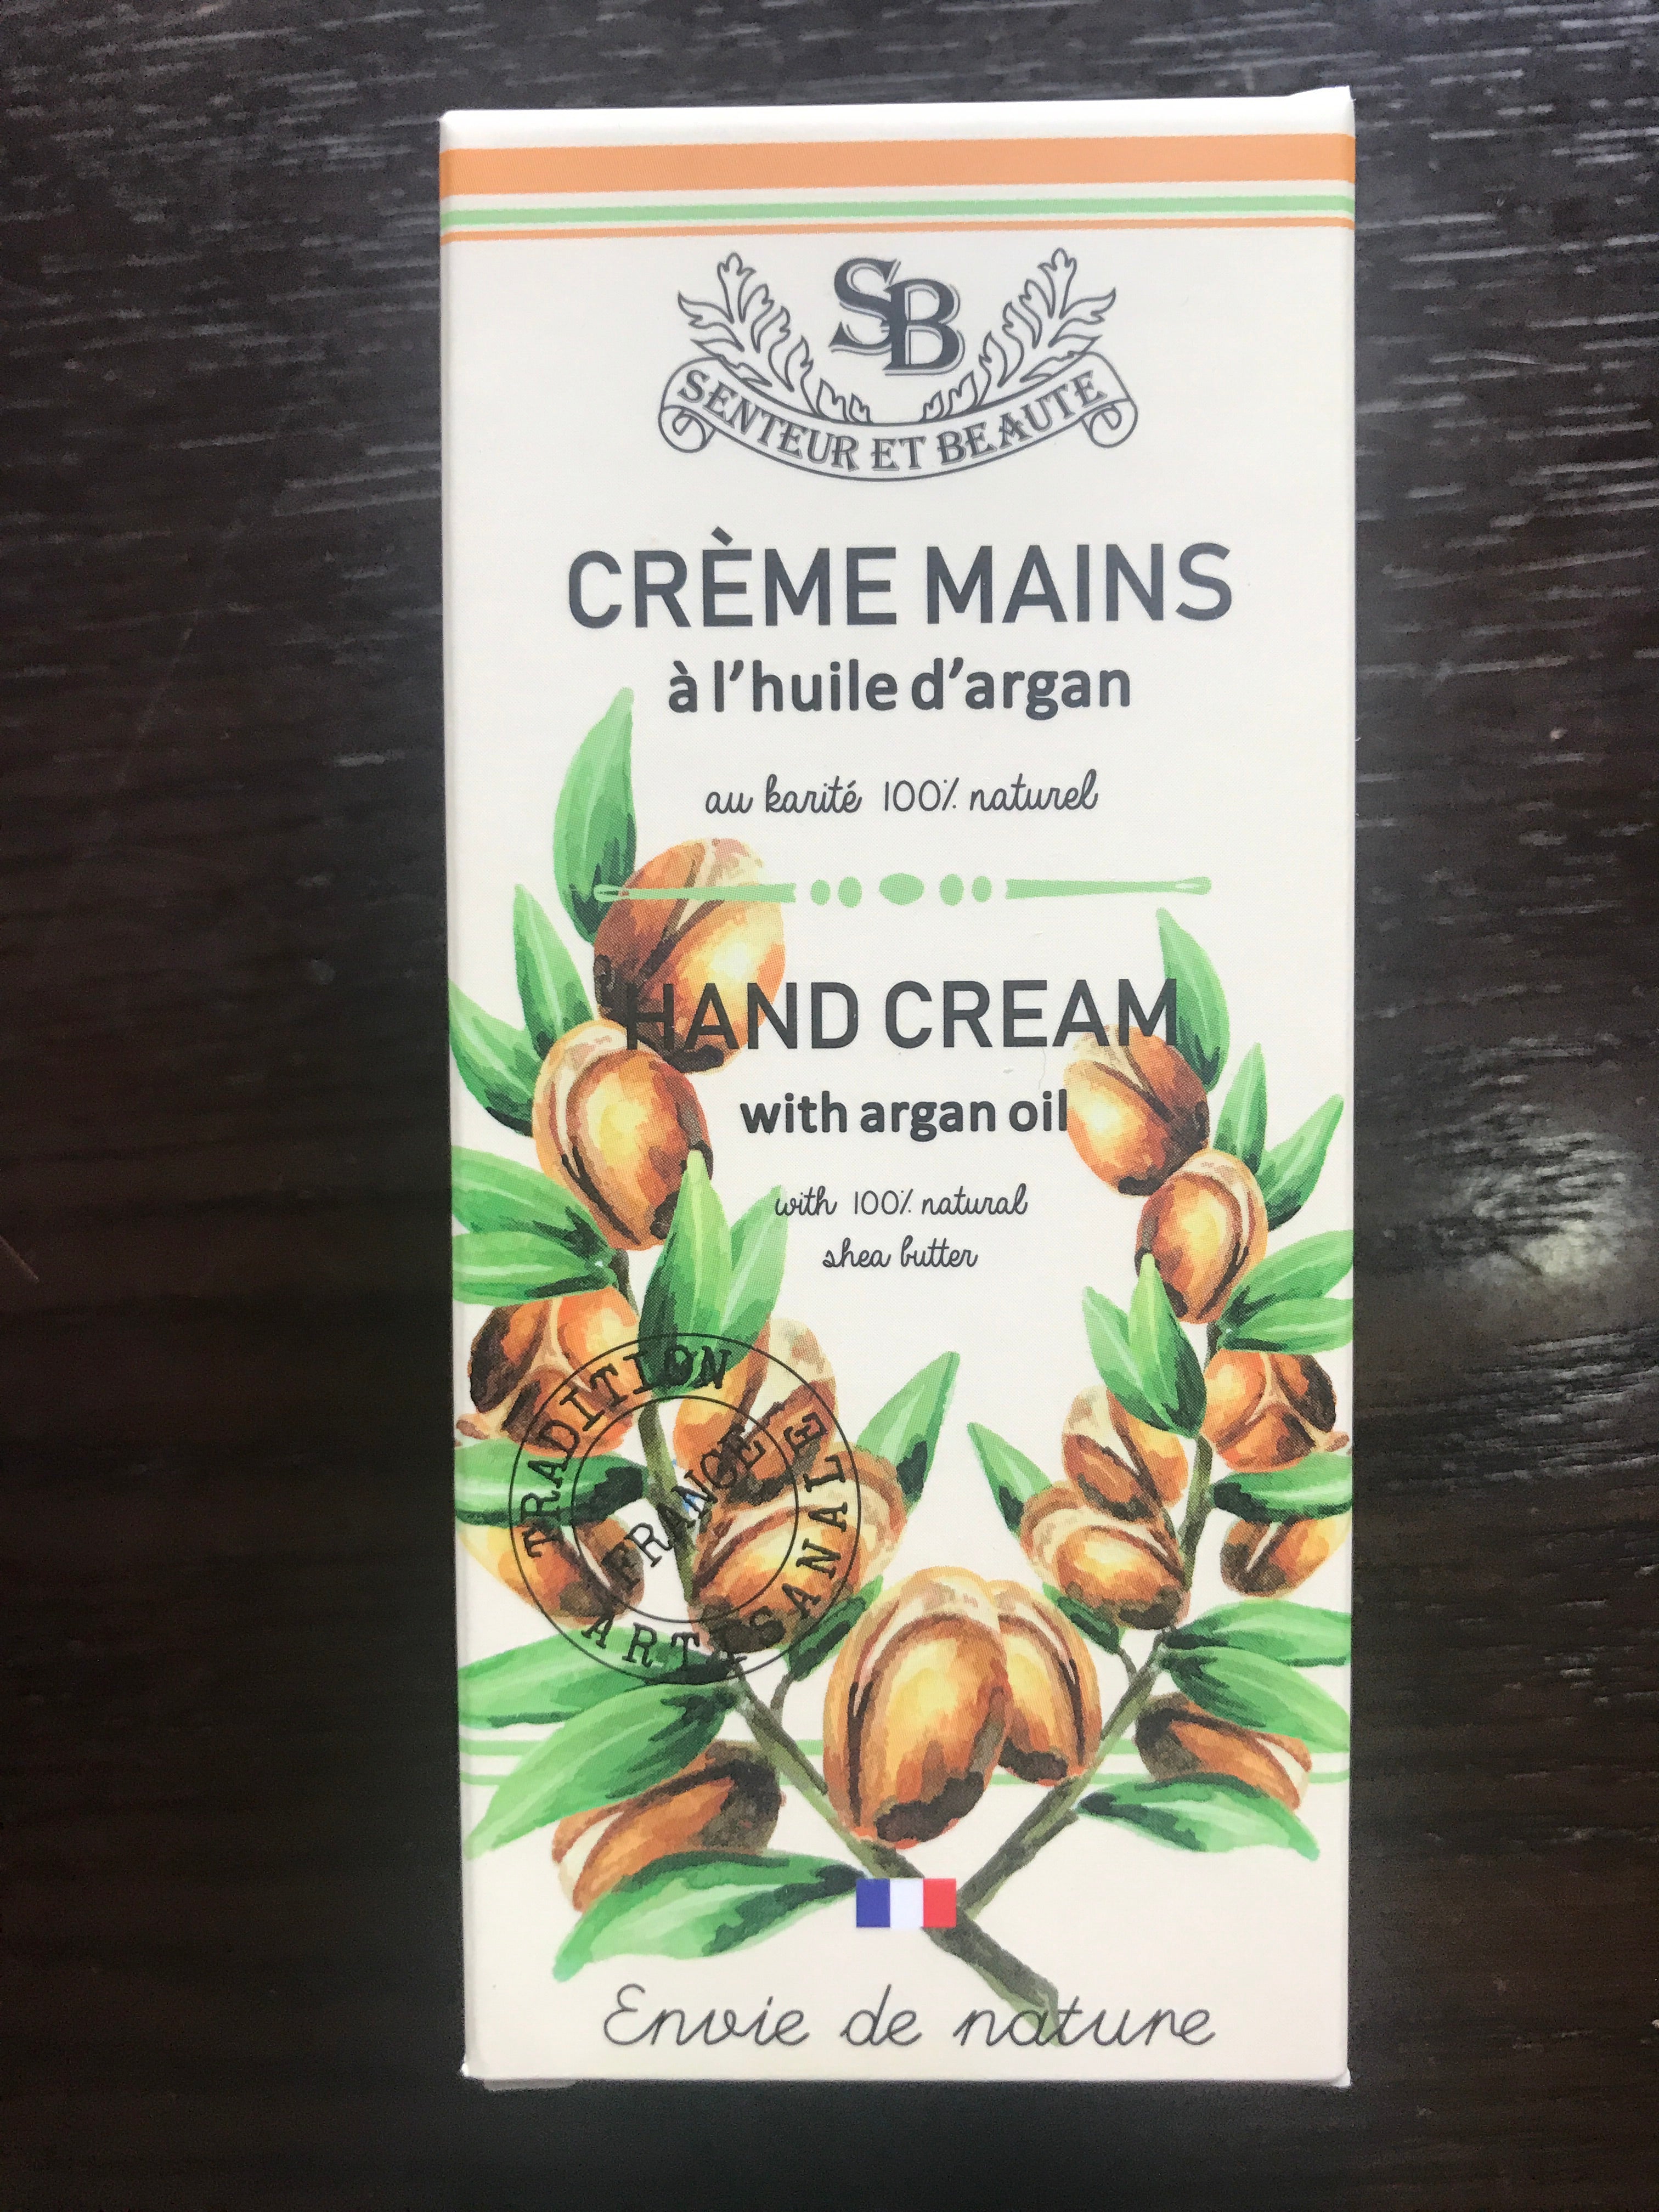 SB
SENTEUR ET BEAUTE
CRÈME MAINS
à l'huile d'argan
au karité 100% naturel
HAND CREAM
with argan oil
with 100% natural
shea butter
TRADITION ARTISANALE
FRANCE
Envie de nature